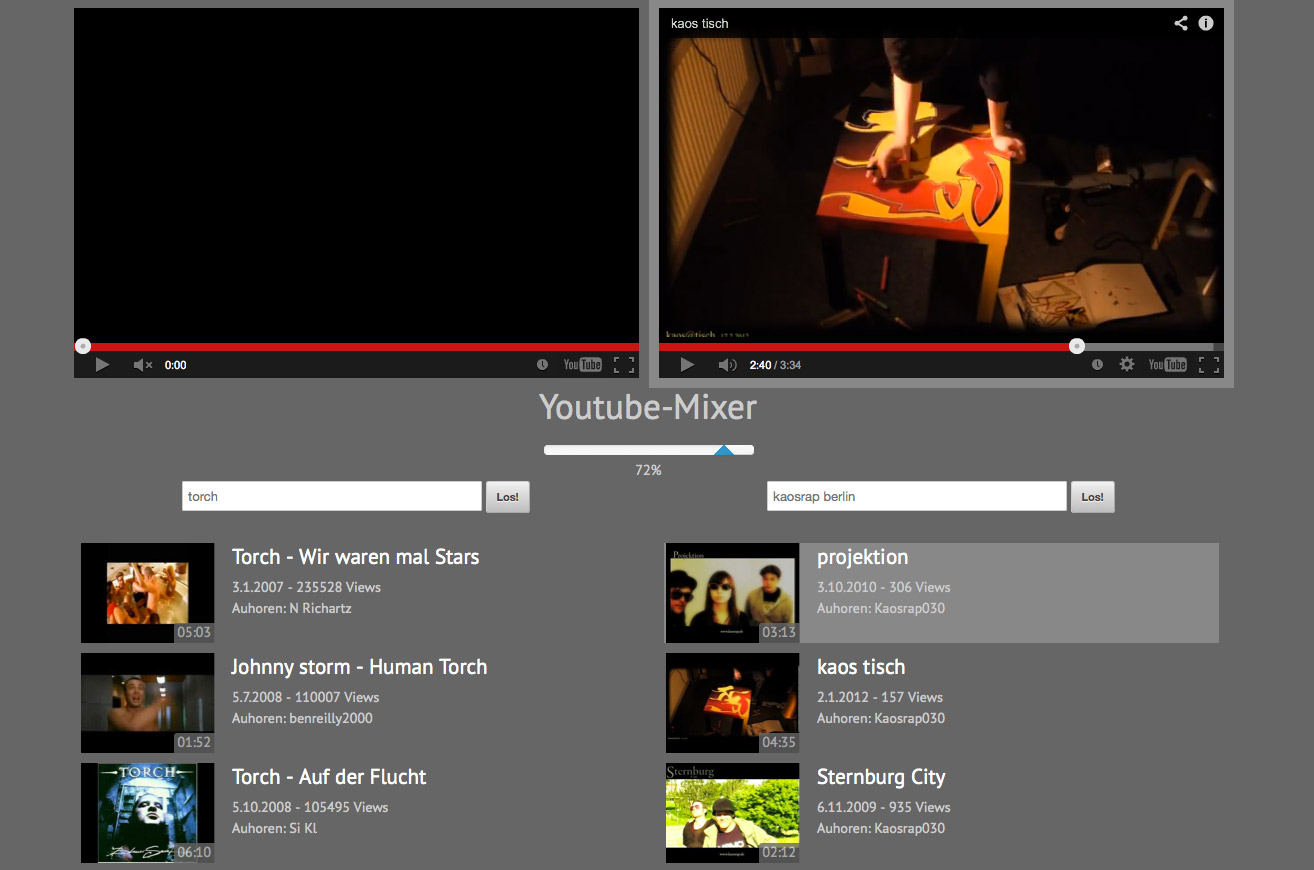 kaos tisch
kaos@tisch
0:00
YouTube
2:40 / 3:34
YouTube
Youtube-Mixer
72%
torch
Los!
kaosrap berlin
Los!
05:03
Torch - Wir waren mal Stars
3.1.2007 - 235528 Views
Auhoren: N Richartz
01:52
Johnny storm - Human Torch
5.7.2008 - 110007 Views
Auhoren: benreilly2000
TORCH
06:10
Torch - Auf der Flucht
5.10.2008 - 105495 Views
Auhoren: Si Kl
Projektion
03:13
projektion
3.10.2010 - 306 Views
Auhoren: Kaosrap030
04:35
kaos tisch
2.1.2012 - 157 Views
Auhoren: Kaosrap030
Sternburg
02:12
Sternburg City
6.11.2009 - 935 Views
Auhoren: Kaosrap030